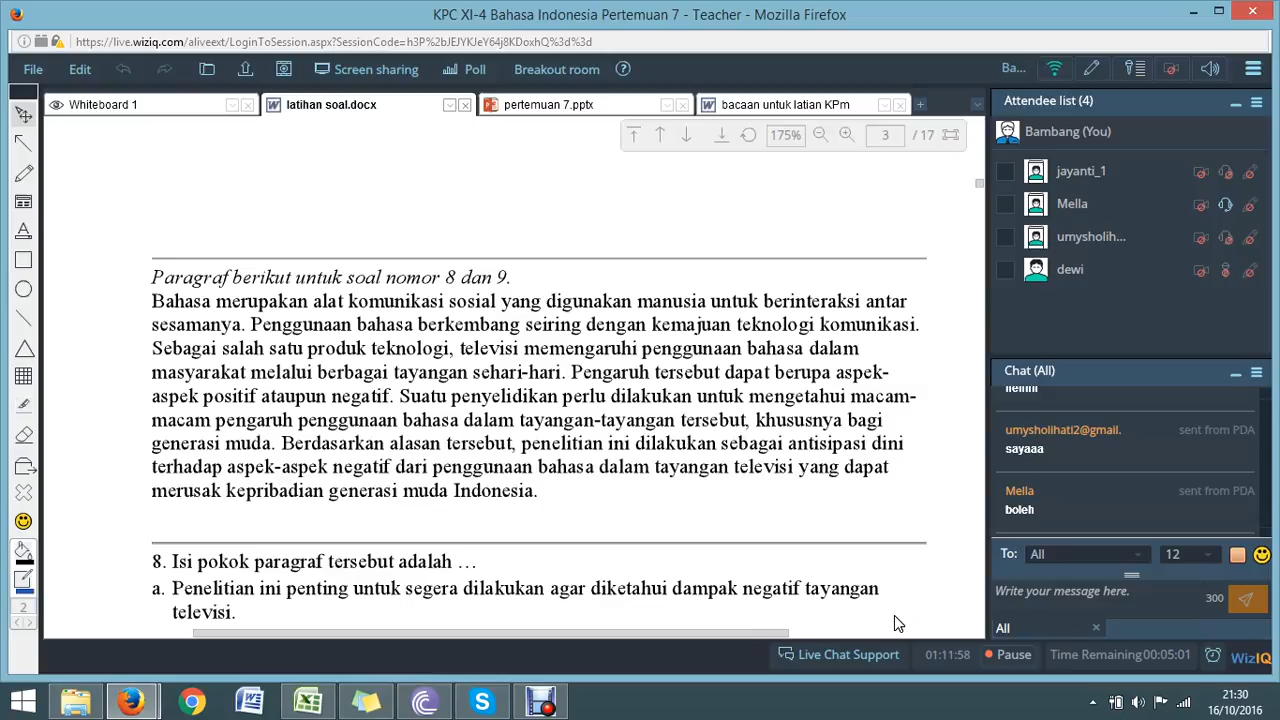 KPC XI-4 Bahasa Indonesia Pertemuan 7 - Teacher - Mozilla Firefox
https://live.wiziq.com/aliveext/LoginToSession.aspx?SessionCode=h3P%2bJEJYKJeY64j8KDoxhQ%3d%3d
File Edit Screen sharing Poll Breakout room Ba...
Whiteboard 1 latihan soal.docx pertemuan 7.pptx bacaan untuk latian KPm
175% 3 / 17
Attendee list (4)
Bambang (You)
jayanti_1
Mella
umysholih...
dewi
Paragraf berikut untuk soal nomor 8 dan 9.
Bahasa merupakan alat komunikasi sosial yang digunakan manusia untuk berinteraksi antar
sesamanya. Penggunaan bahasa berkembang seiring dengan kemajuan teknologi komunikasi.
Sebagai salah satu produk teknologi, televisi memengaruhi penggunaan bahasa dalam
masyarakat melalui berbagai tayangan sehari-hari. Pengaruh tersebut dapat berupa aspek-
aspek positif ataupun negatif. Suatu penyelidikan perlu dilakukan untuk mengetahui macam-
macam pengaruh penggunaan bahasa dalam tayangan-tayangan tersebut, khususnya bagi
generasi muda. Berdasarkan alasan tersebut, penelitian ini dilakukan sebagai antisipasi dini
terhadap aspek-aspek negatif dari penggunaan bahasa dalam tayangan televisi yang dapat
merusak kepribadian generasi muda Indonesia.
8. Isi pokok paragraf tersebut adalah …
a. Penelitian ini penting untuk segera dilakukan agar diketahui dampak negatif tayangan
televisi.
Chat (All)
umysholihati2@gmail. sent from PDA
sayaaa
Mella sent from PDA
boleh
To: All 12
Write your message here. 300
All
2
Live Chat Support 01:11:58 Pause Time Remaining00:05:01 WizIQ
21:30
16/10/2016